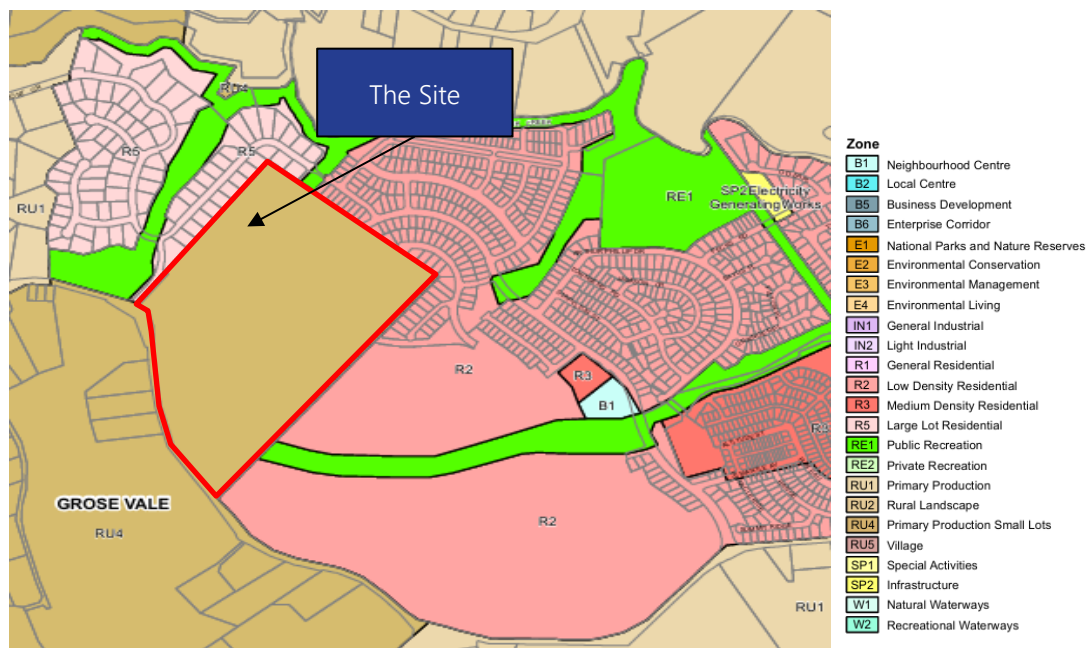 The Site
RU4
R5
R5
RU1
RE1
SP2Electricity
Generating Works
R2
R3
B1
R3
GROSE VALE
RU4
R2
RU1
Zone
B1 Neighbourhood Centre
B2 Local Centre
B5 Business Development
B6 Enterprise Corridor
E1 National Parks and Nature Reserves
E2 Environmental Conservation
E3 Environmental Management
E4 Environmental Living
IN1 General Industrial
IN2 Light Industrial
R1 General Residential
R2 Low Density Residential
R3 Medium Density Residential
R5 Large Lot Residential
RE1 Public Recreation
RE2 Private Recreation
RU1 Primary Production
RU2 Rural Landscape
RU4 Primary Production Small Lots
RU5 Village
SP1 Special Activities
SP2 Infrastructure
W1 Natural Waterways
W2 Recreational Waterways